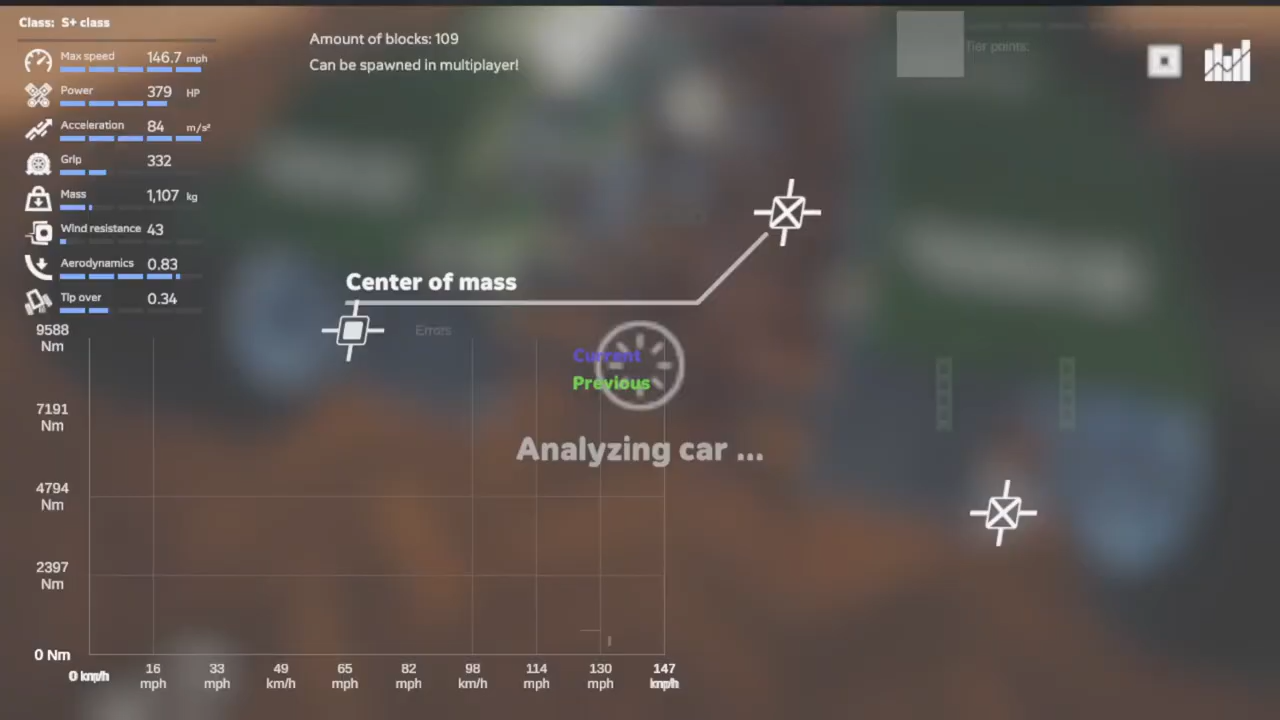 Class: S+ class
Max speed 146.7 mph
Power 379 HP
Acceleration 84 m/s²
Grip 332
Mass 1,107 kg
Wind resistance 43
Aerodynamics 0.83
Tip over 0.34
Amount of blocks: 109
Can be spawned in multiplayer!
Tier points:
Center of mass
Errors
Current
Previous
Analyzing car ...
9588 Nm
7191 Nm
4794 Nm
2397 Nm
0 Nm
0 km/h
16 mph
33 mph
49 km/h
65 mph
82 mph
98 km/h
114 mph
130 mph
147